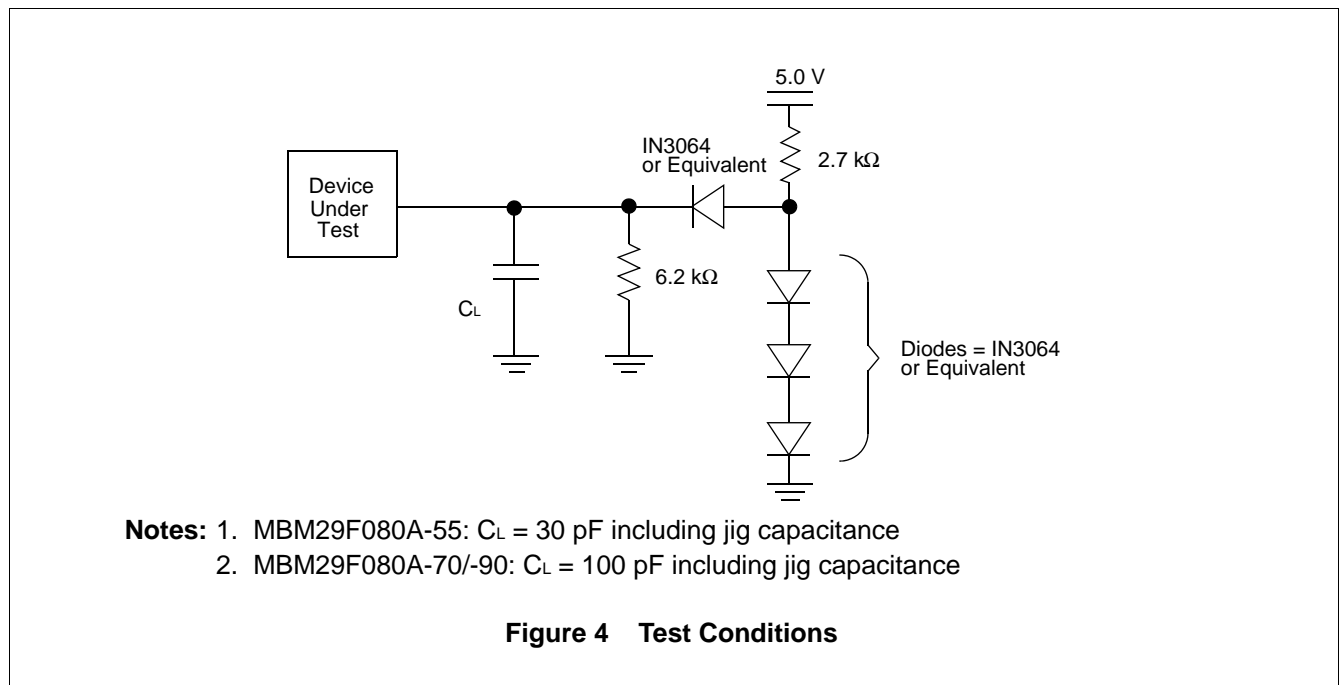 5.0 V
IN3064
or Equivalent
2.7 kΩ
Device
Under
Test
6.2 kΩ
CL
Diodes = IN3064
or Equivalent
Notes: 1. MBM29F080A-55: CL = 30 pF including jig capacitance
2. MBM29F080A-70/-90: CL = 100 pF including jig capacitance
Figure 4 Test Conditions